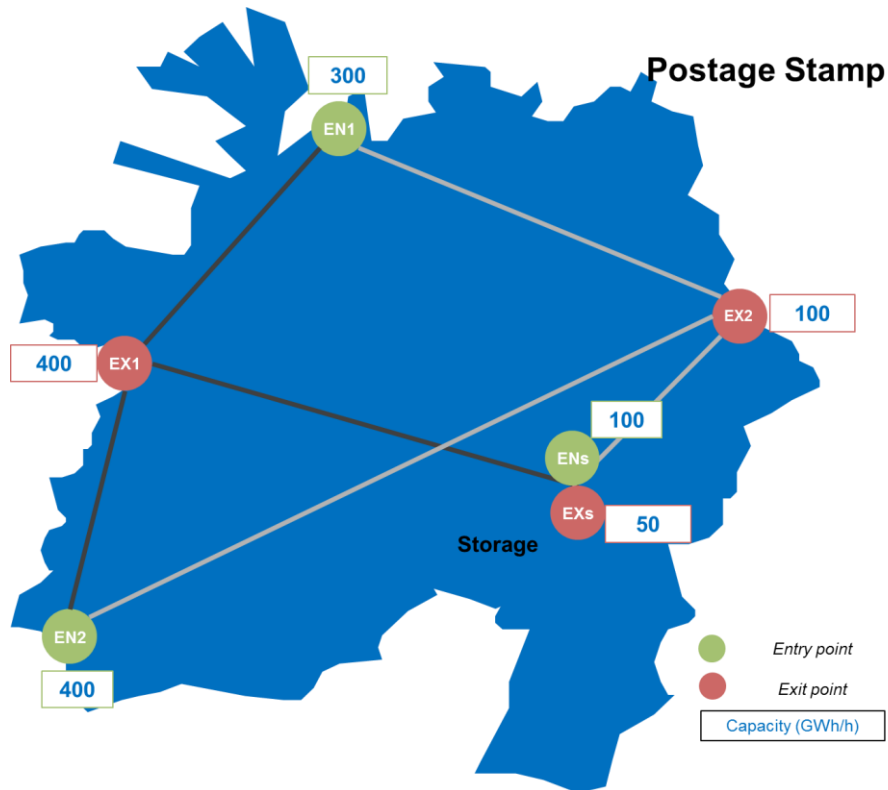 300
Postage Stamp
EN1
EX2
100
400
EX1
100
ENs
EXs
50
Storage
EN2
400
Entry point
Exit point
Capacity (GWh/h)